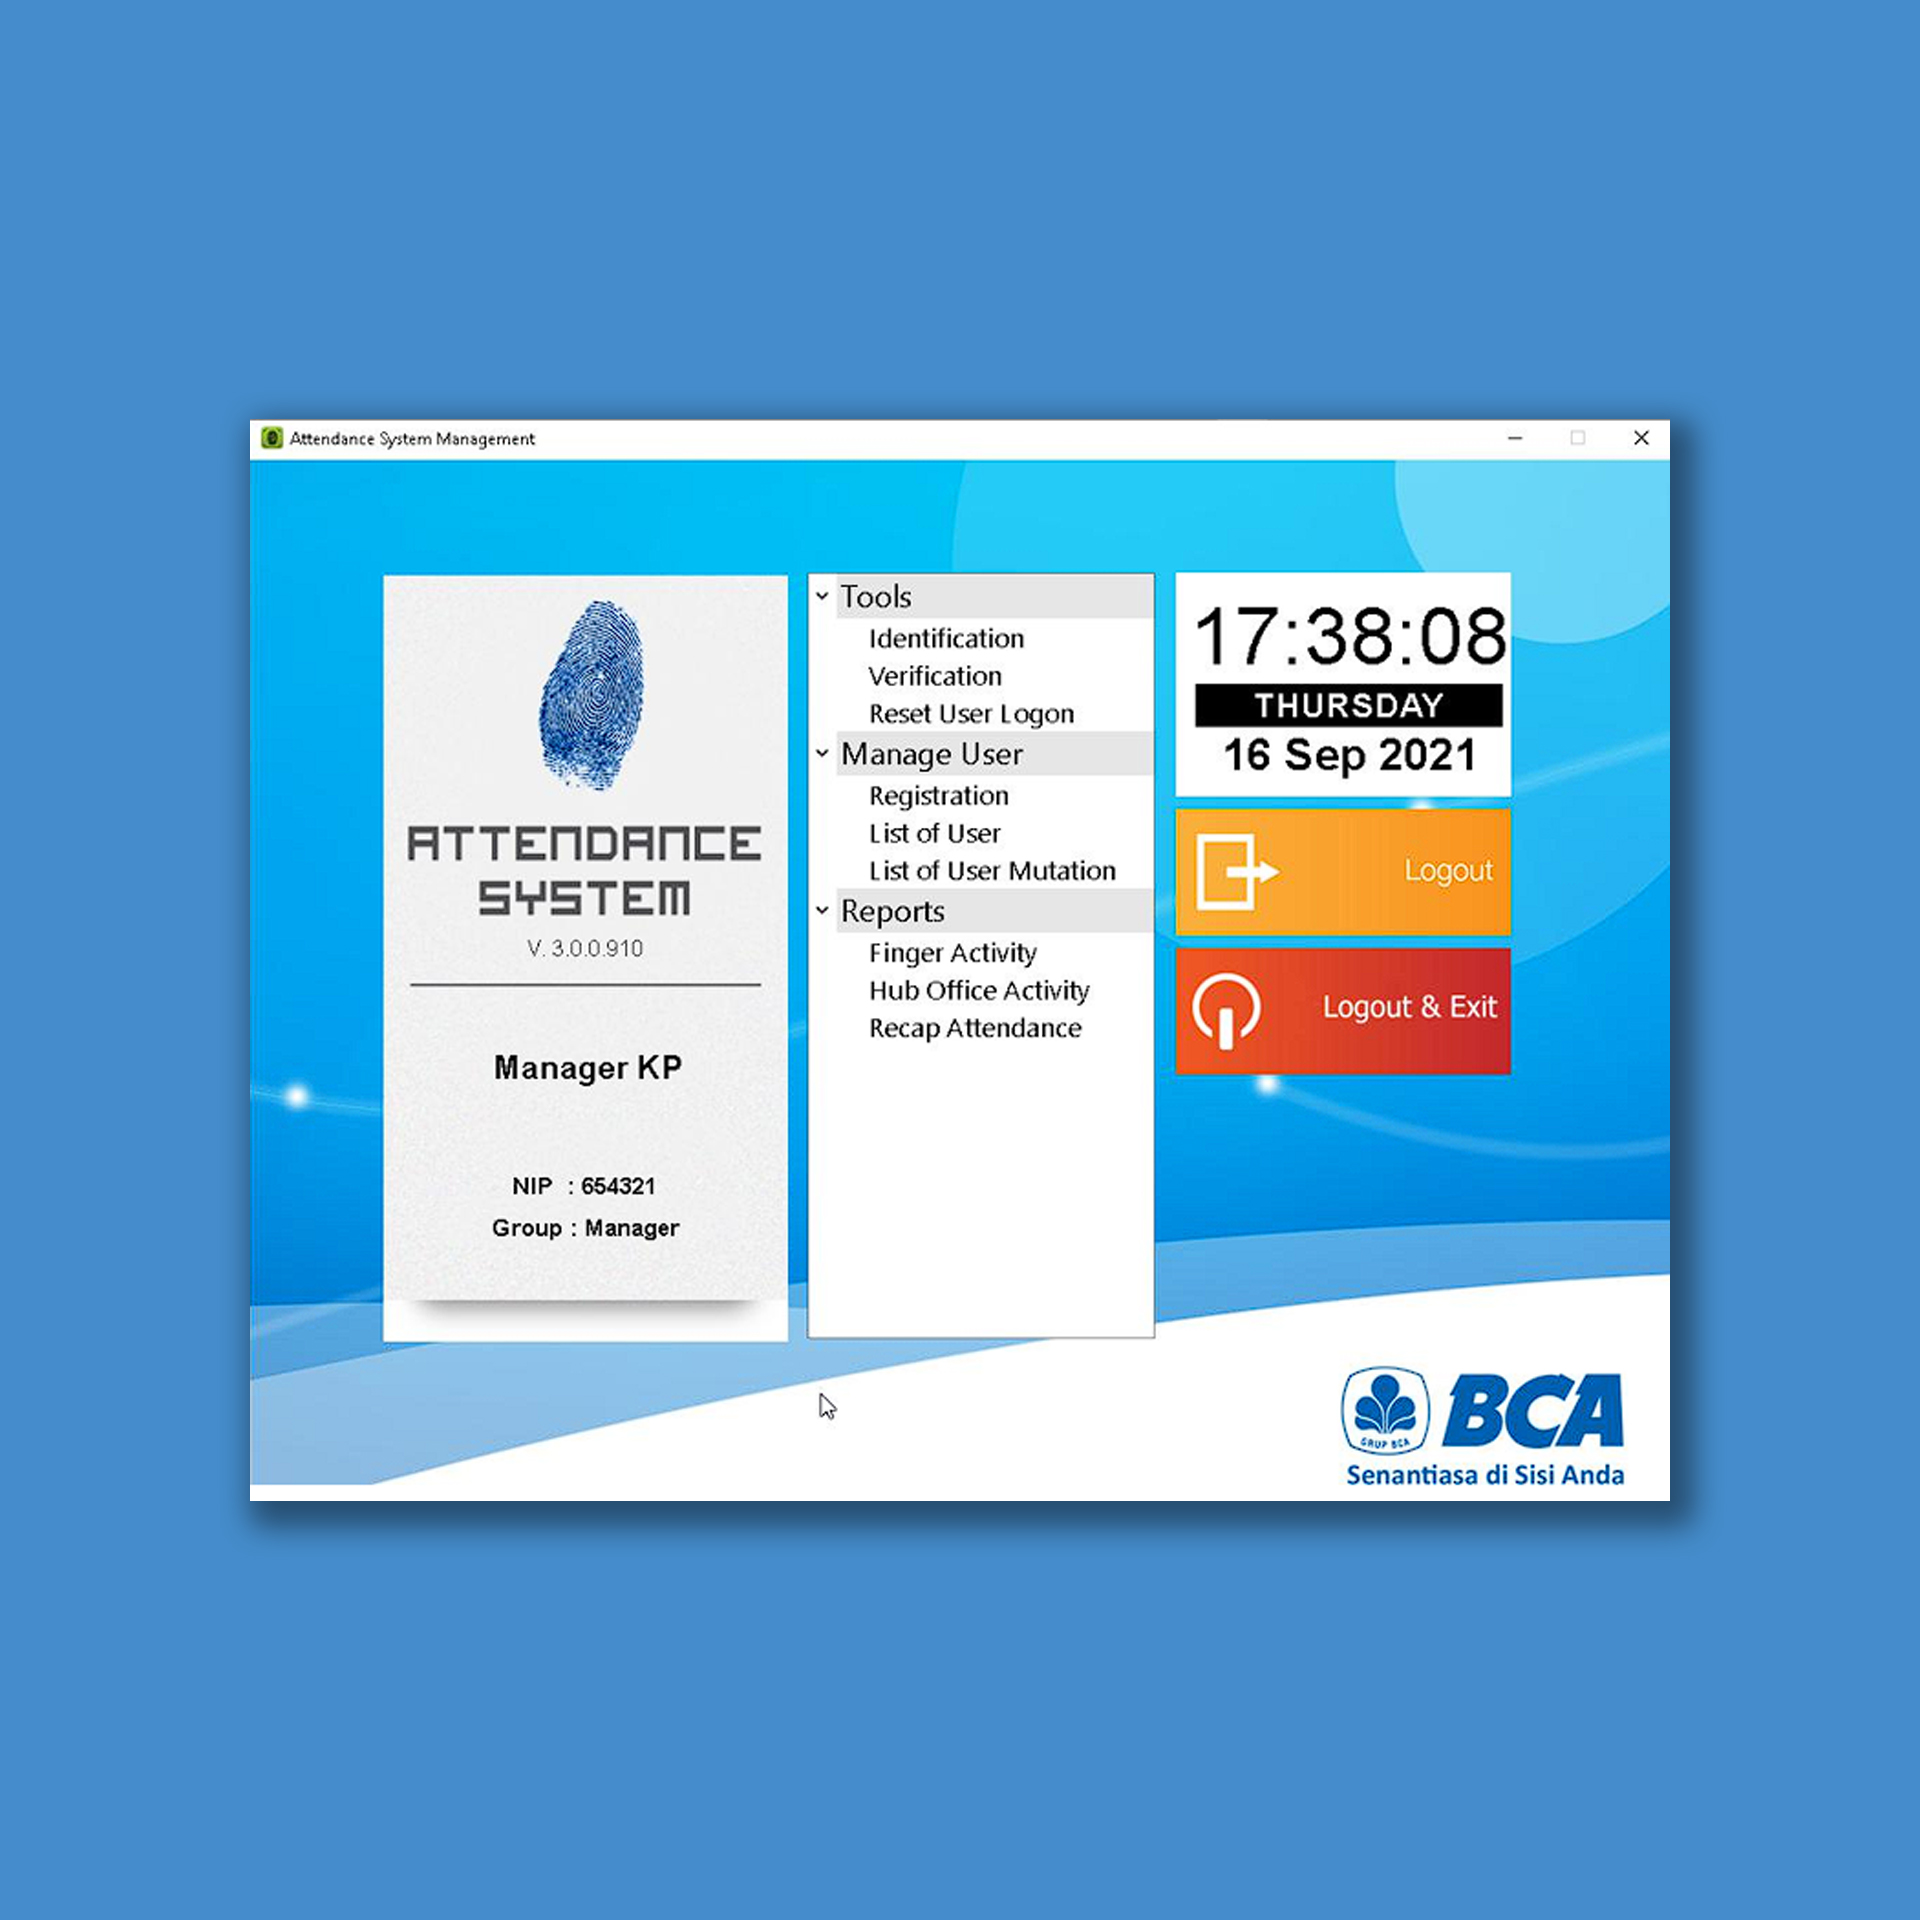 Attendance System Management
ATTENDANCE
SYSTEM
V. 3.0.0.910
Manager KP
NIP : 654321
Group : Manager
Tools
Identification
Verification
Reset User Logon
Manage User
Registration
List of User
List of User Mutation
Reports
Finger Activity
Hub Office Activity
Recap Attendance
17:38:08
THURSDAY
16 Sep 2021
Logout
Logout & Exit
GRUP BCA
BCA
Senantiasa di Sisi Anda